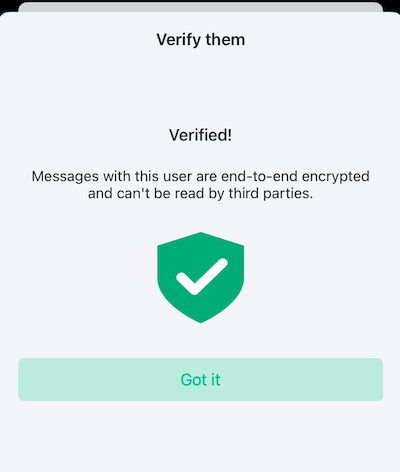 Verify them
Verified!
Messages with this user are end-to-end encrypted
and can't be read by third parties.
Got it